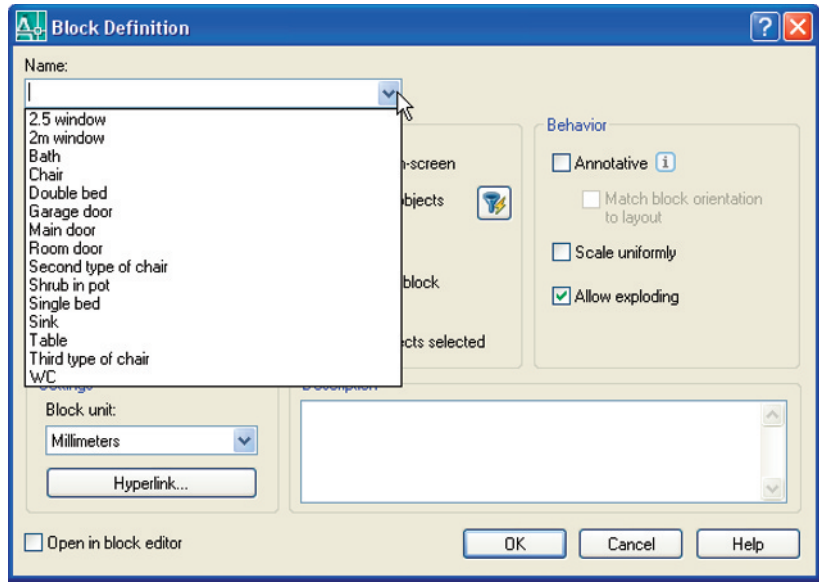 Block Definition
Name:
2.5 window
2m window
Bath
Chair
Double bed
Garage door
Main door
Room door
Second type of chair
Shrub in pot
Single bed
Sink
Table
Third type of chair
WC
-screen
bjects
block
cts selected
Behavior
Annotative
Match block orientation
to layout
Scale uniformly
Allow exploding
Settings
Block unit:
Millimeters
Hyperlink...
Description
Open in block editor
OK
Cancel
Help